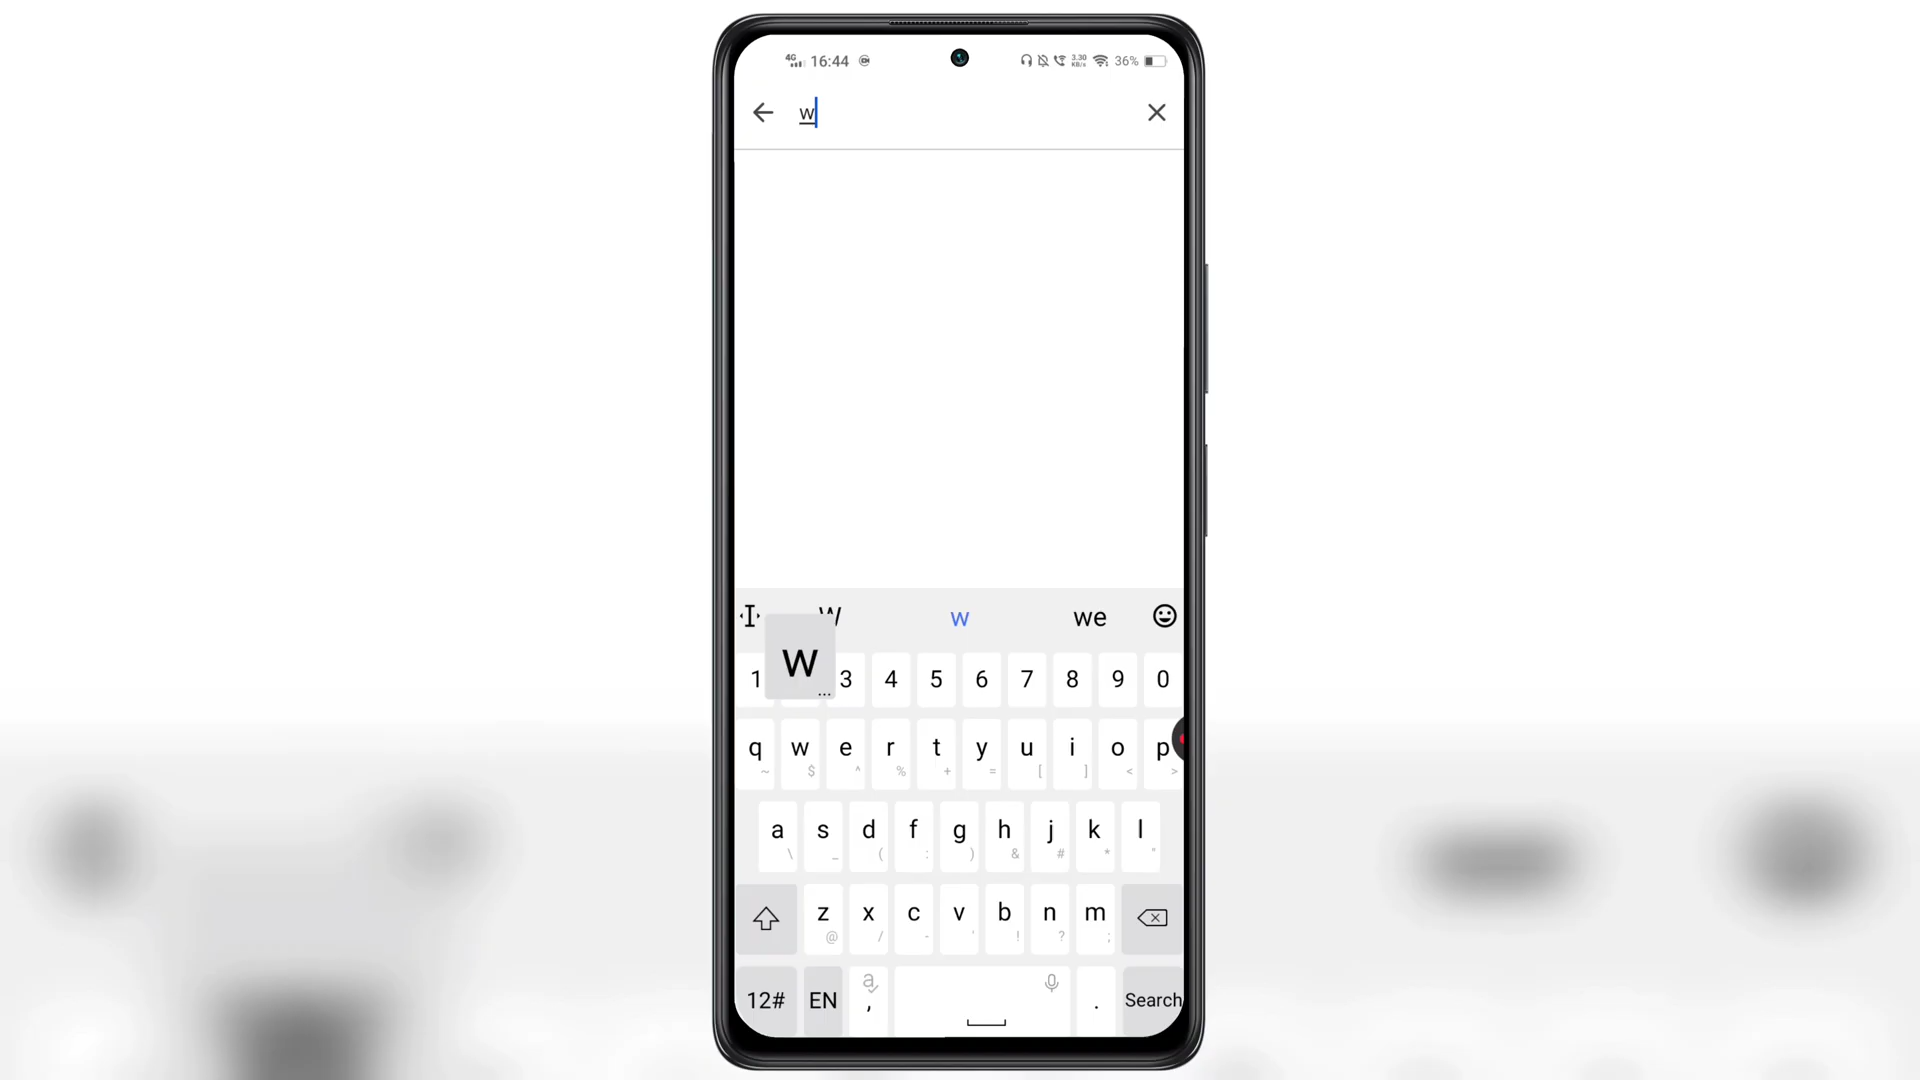 4G 16:44 3.30 KB/s 36%
w
W w we
w...
1 3 4 5 6 7 8 9 0
q w e r t y u i o p
~ $ ^ % + = [ ] < >
a s d f g h j k l
\ _ ( : ) & # * "
z x c v b n m
@ / - ' ! ? ;
12# EN a , . Search